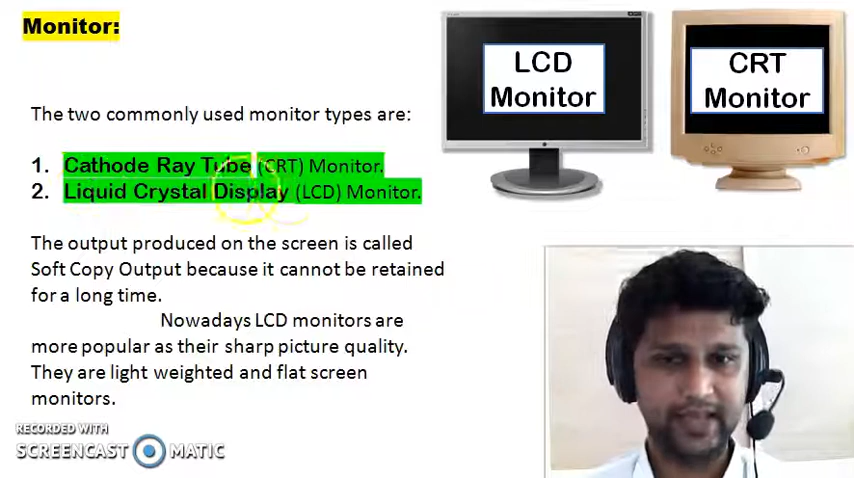 Monitor:
LCD
Monitor
CRT
Monitor
The two commonly used monitor types are:
1. Cathode Ray Tube (CRT) Monitor.
2. Liquid Crystal Display (LCD) Monitor.
The output produced on the screen is called
Soft Copy Output because it cannot be retained
for a long time.
Nowadays LCD monitors are
more popular as their sharp picture quality.
They are light weighted and flat screen
monitors.
RECORDED WITH
SCREENCAST MATIC